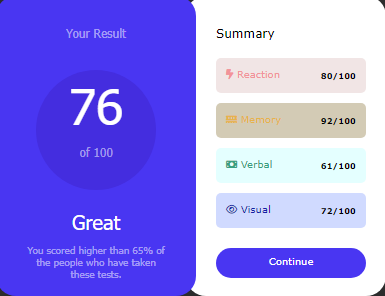 Your Result
76
of 100
Great
You scored higher than 65% of
the people who have taken
these tests.
Summary
Reaction 80/100
Memory 92/100
Verbal 61/100
Visual 72/100
Continue